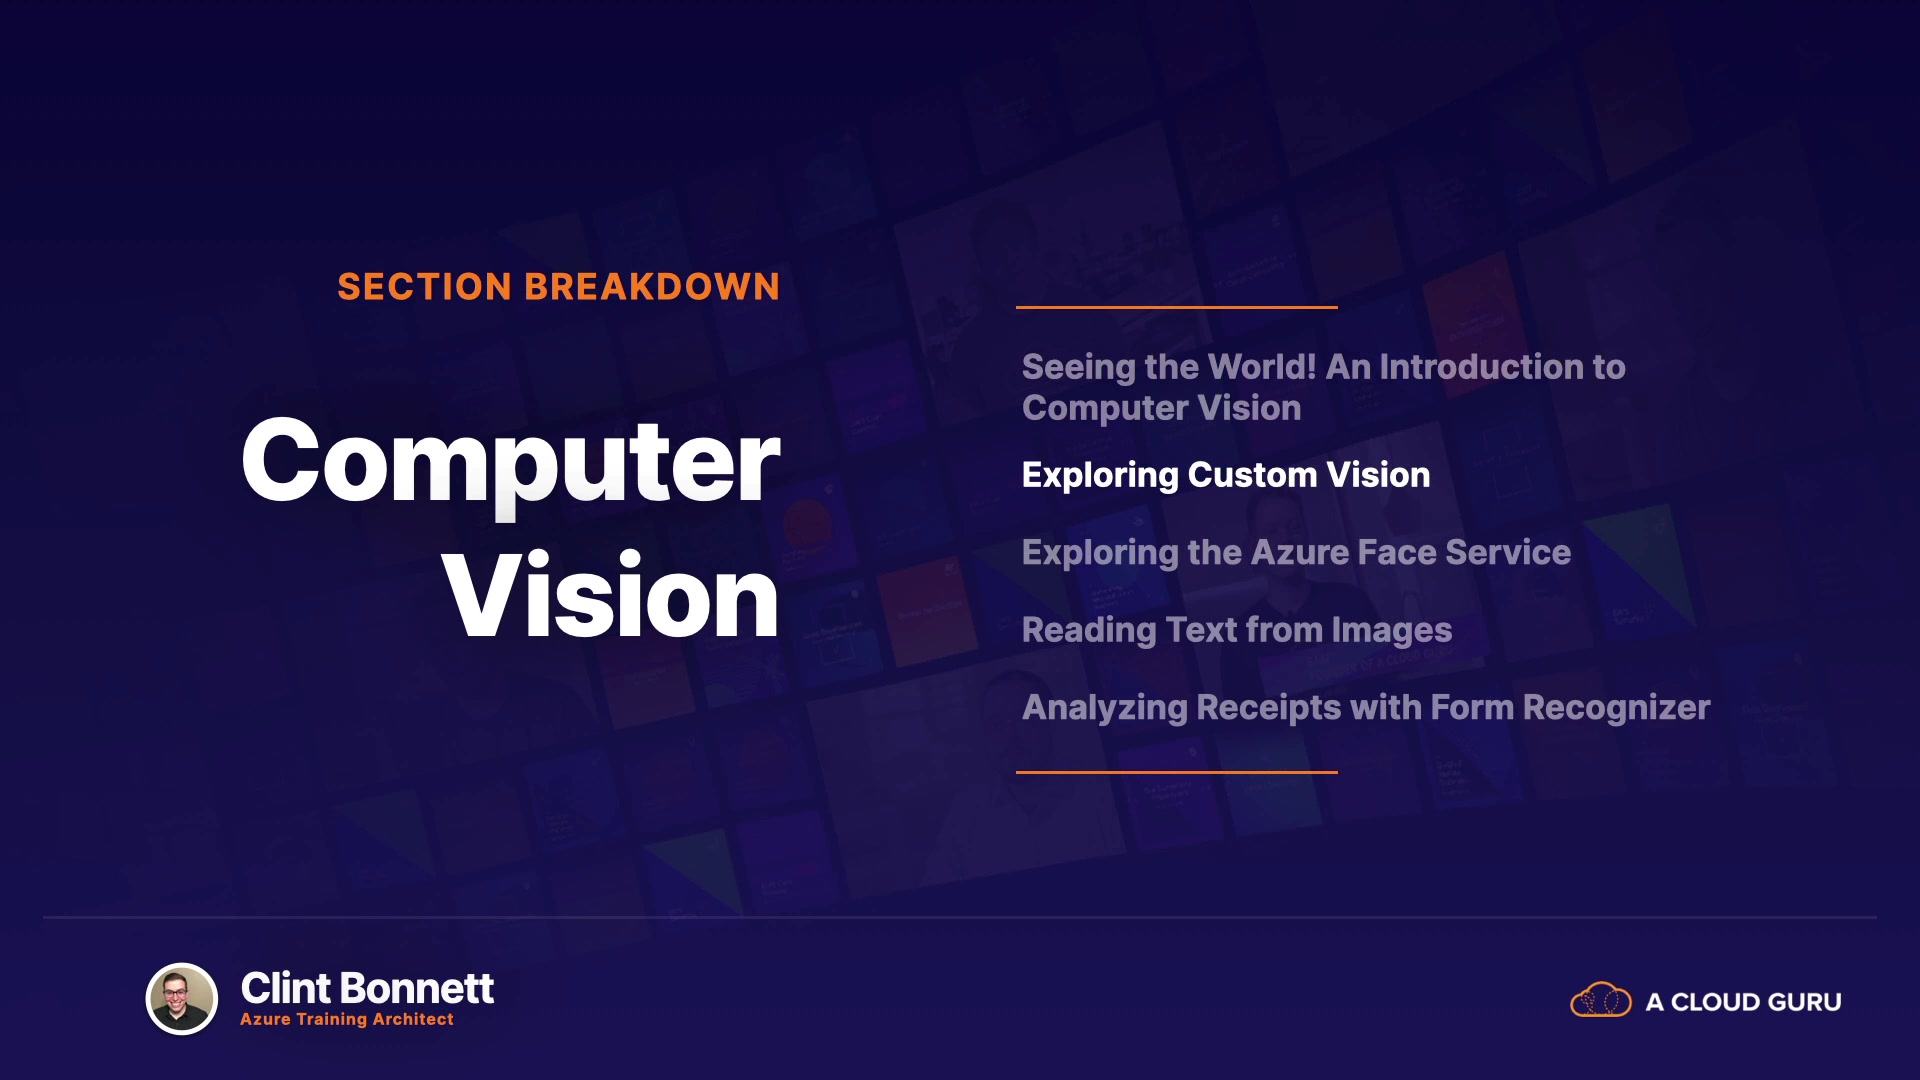 SECTION BREAKDOWN
Computer
Vision
Seeing the World! An Introduction to
Computer Vision
Exploring Custom Vision
Exploring the Azure Face Service
Reading Text from Images
Analyzing Receipts with Form Recognizer
Clint Bonnett
Azure Training Architect
A CLOUD GURU